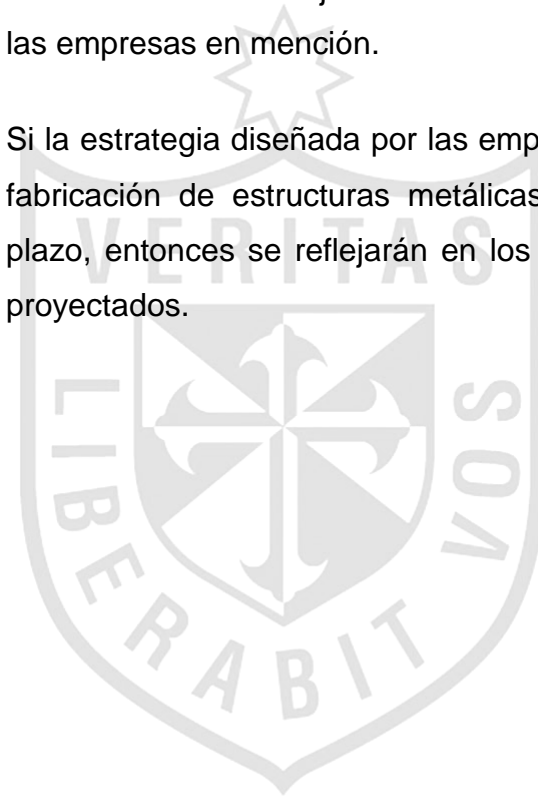 las empresas en mención.
Si la estrategia diseñada por las emp
fabricación de estructuras metálicas
plazo, entonces se reflejarán en los
proyectados.
VERITAS
LIBERABIT VOS